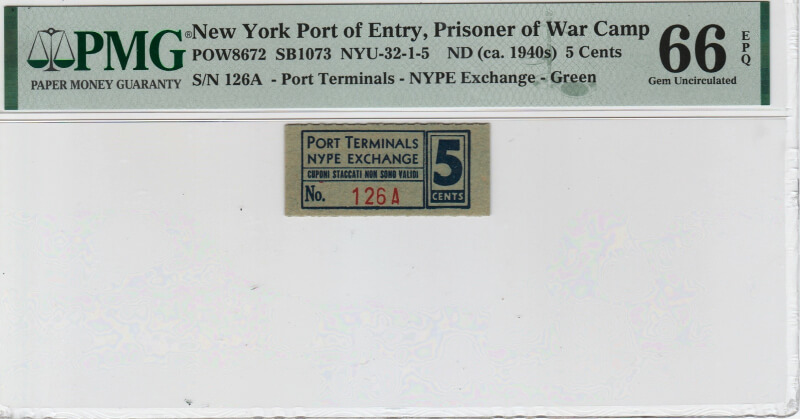 PMG®
PAPER MONEY GUARANTY
New York Port of Entry, Prisoner of War Camp
POW8672 SB1073 NYU-32-1-5 ND (ca. 1940s) 5 Cents
S/N 126A - Port Terminals - NYPE Exchange - Green
66
EPQ
Gem Uncirculated
PORT TERMINALS
NYPE EXCHANGE
CUPONI STACCATI NON SONO VALIDI
No. 126A
5
CENTS